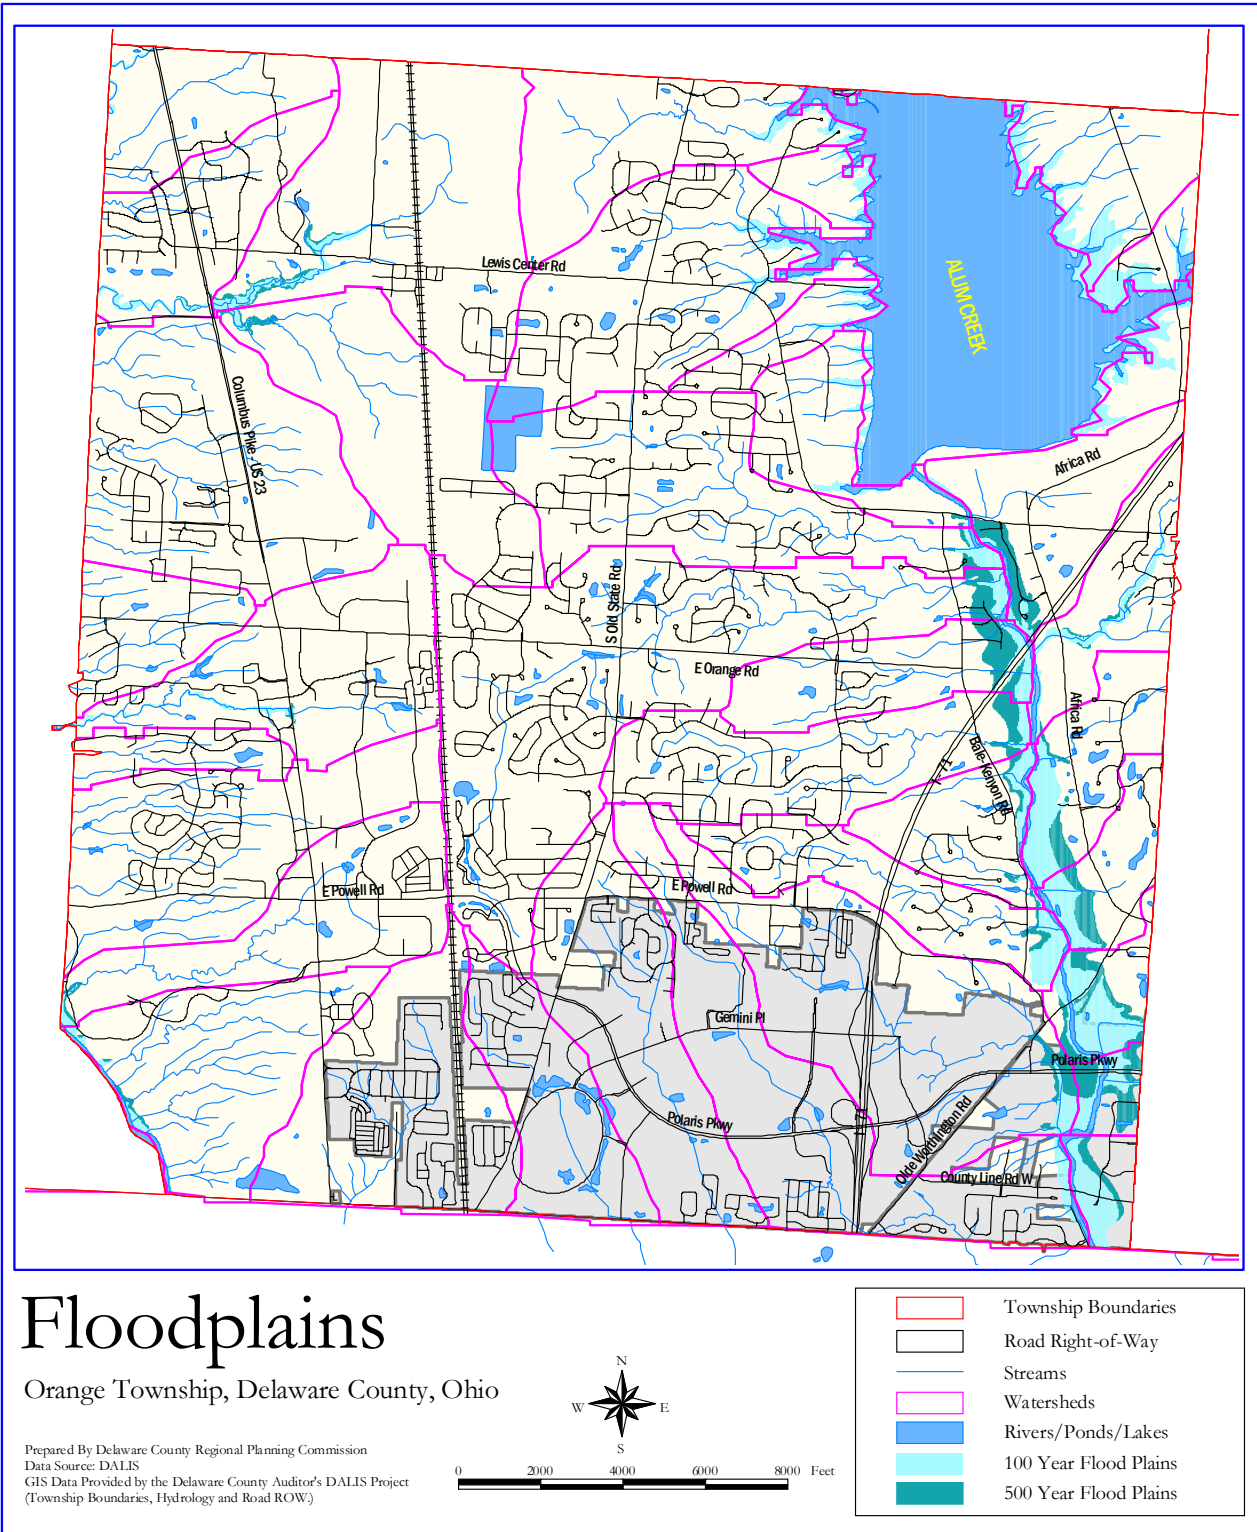 Lewis Center Rd
ALUM CREEK
Columbus Pike - US 23
Africa Rd
S Old State Rd
E Orange Rd
Africa Rd
I-71
Bale-Kenyon Rd
E Powell Rd
E Powell Rd
Gemini Pl
Polaris Pkwy
Polaris Pkwy
I-71
Olde Worthington Rd
County Line Rd W
Floodplains
Orange Township, Delaware County, Ohio
Prepared By Delaware County Regional Planning Commission
Data Source: DALIS
GIS Data Provided by the Delaware County Auditor's DALIS Project
(Township Boundaries, Hydrology and Road ROW.)
N
W E
S
0 2000 4000 6000 8000 Feet
Township Boundaries
Road Right-of-Way
Streams
Watersheds
Rivers/Ponds/Lakes
100 Year Flood Plains
500 Year Flood Plains